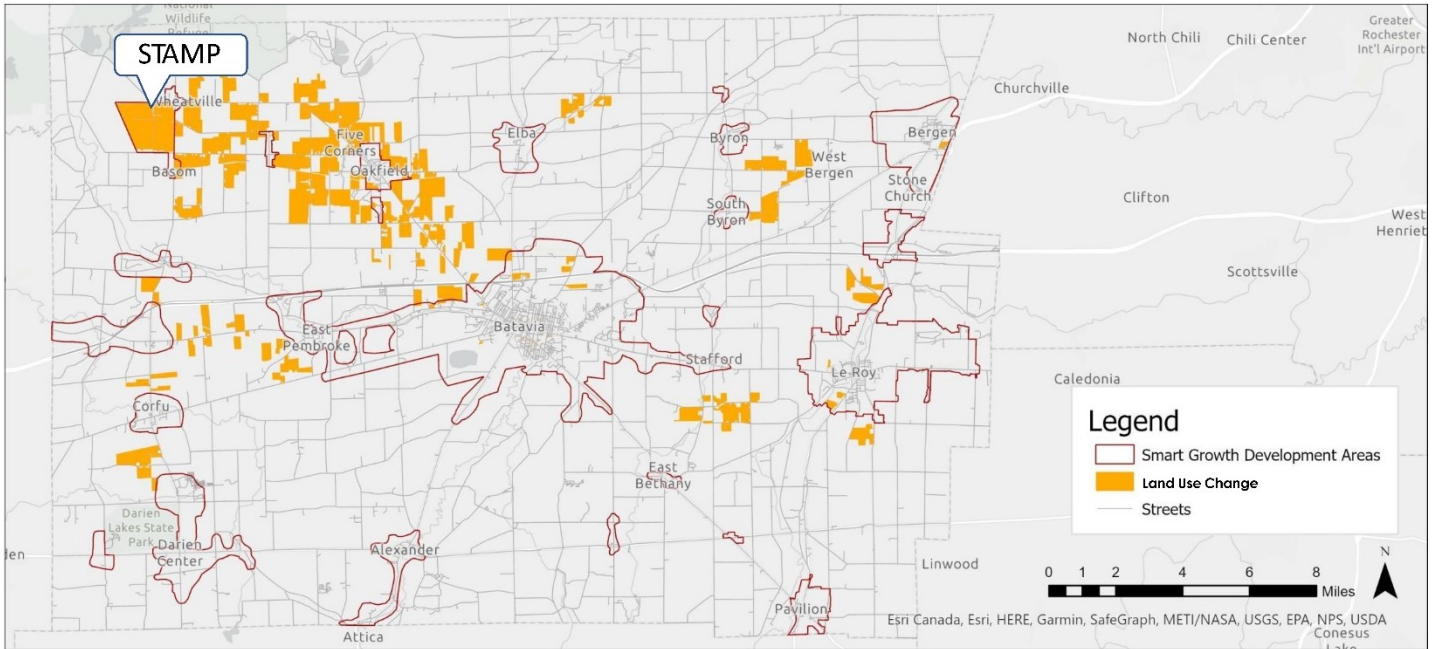 National
Wildlife
Refuge
STAMP
Wheatville
Five
Corners
Oakfield
Basom
Elba
Byron
West
Bergen
South
Byron
Bergen
Stone
Church
North Chili
Chili Center
Greater
Rochester
Int'l Airport
Churchville
Clifton
West
Henriet
Scottsville
East
Pembroke
Batavia
Stafford
Le Roy
Caledonia
Corfu
East
Bethany
Darien
Lakes State
Park
Darien
Center
Alexander
Attica
Pavilion
Linwood
den
Legend
Smart Growth Development Areas
Land Use Change
Streets
0 1 2 4 6 8 Miles
N
Esri Canada, Esri, HERE, Garmin, SafeGraph, METI/NASA, USGS, EPA, NPS, USDA
Conesus
Lake